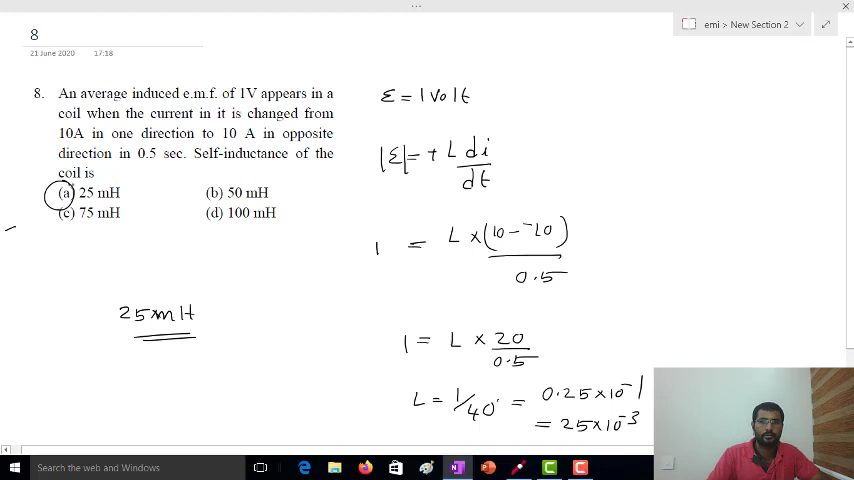 emi > New Section 2
8
21 June 2020 17:18
8. An average induced e.m.f. of 1V appears in a
coil when the current in it is changed from
10A in one direction to 10 A in opposite
direction in 0.5 sec. Self-inductance of the
coil is
(a) 25 mH (b) 50 mH
(c) 75 mH (d) 100 mH
25mH
ε = 1 Volt
|ε| = + L di
dt
1 = L × (10 - -10)
0.5
1 = L × 20
0.5
L = 1/40 = 0.25×10⁻¹
= 25×10⁻³
Search the web and Windows